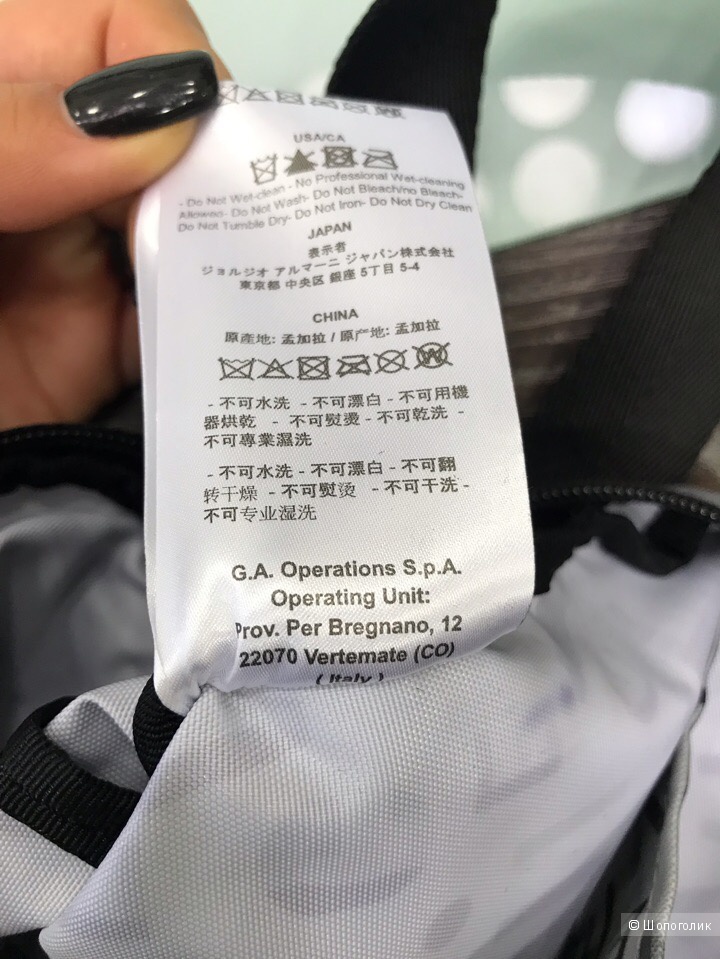 USA/CA
- Do Not Wet-clean - No Professional Wet-cleaning
Allowed- Do Not Wash- Do Not Bleach/no Bleach-
Do Not Tumble Dry- Do Not Iron- Do Not Dry Clean
JAPAN
表示者
ジョルジオ アルマーニ ジャパン株式会社
東京都 中央区 銀座 5丁目 5-4
CHINA
原產地: 孟加拉 / 原产地: 孟加拉
- 不可水洗 - 不可漂白 - 不可用機
器烘乾 - 不可熨燙 - 不可乾洗 -
不可專業濕洗
- 不可水洗 - 不可漂白 - 不可翻
转干燥 - 不可熨烫 - 不可干洗 -
不可专业湿洗
G.A. Operations S.p.A.
Operating Unit:
Prov. Per Bregnano, 12
22070 Vertemate (CO)
( Italy )
© Шопоголик